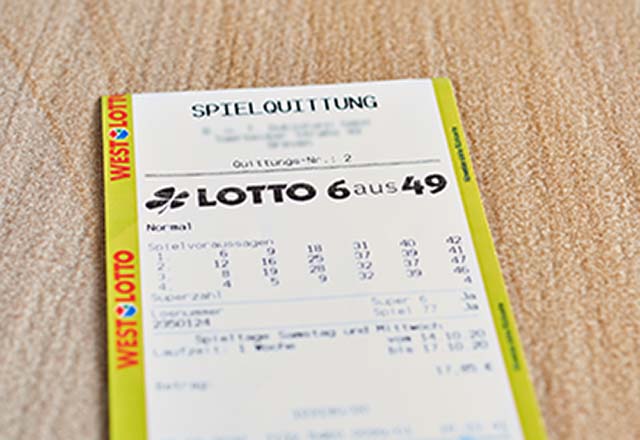 SPIELQUITTUNG
Quittungs-Nr.: 2
LOTTO 6aus49
Normal
Spielvoraussagen
1. 6 9 18 31 40 42
2. 12 16 25 37 39 41
3. 8 19 28 32 37 47
4. 4 5 9 32 39 46
Superzahl 4
Losnummer Super 6 Ja
2350124 Spiel 77 Ja
Spieltage Samstag und Mittwoch
Laufzeit: 1 Woche vom 14.10.20
bis 17.10.20
Betrag: 17,05 €
WEST LOTTO
WEST LOTTO